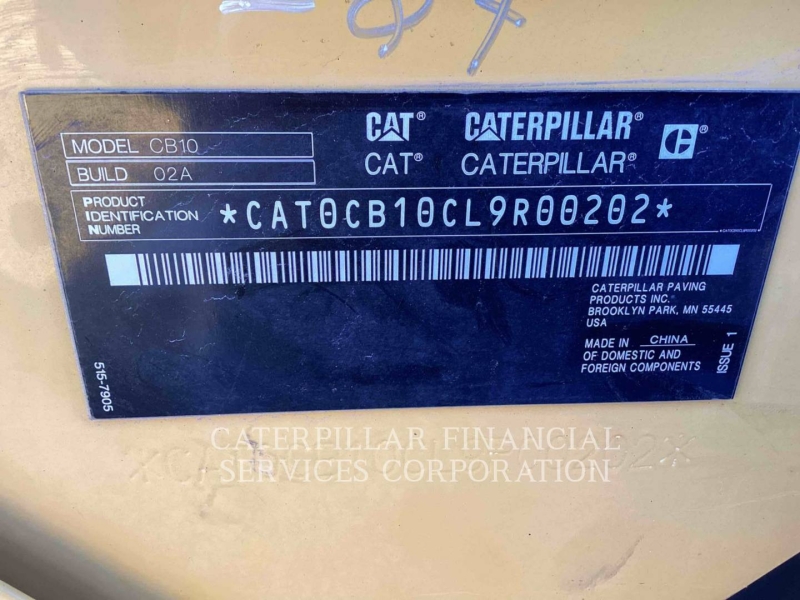 MODEL CB10
BUILD 02A
CAT® CATERPILLAR® C®
CAT® CATERPILLAR®
PRODUCT
IDENTIFICATION
NUMBER
*CAT0CB10CL9R00202*
CATERPILLAR PAVING
PRODUCTS INC.
BROOKLYN PARK, MN 55445
USA
MADE IN CHINA
OF DOMESTIC AND
FOREIGN COMPONENTS
ISSUE 1
515-7905
CATERPILLAR FINANCIAL
SERVICES CORPORATION